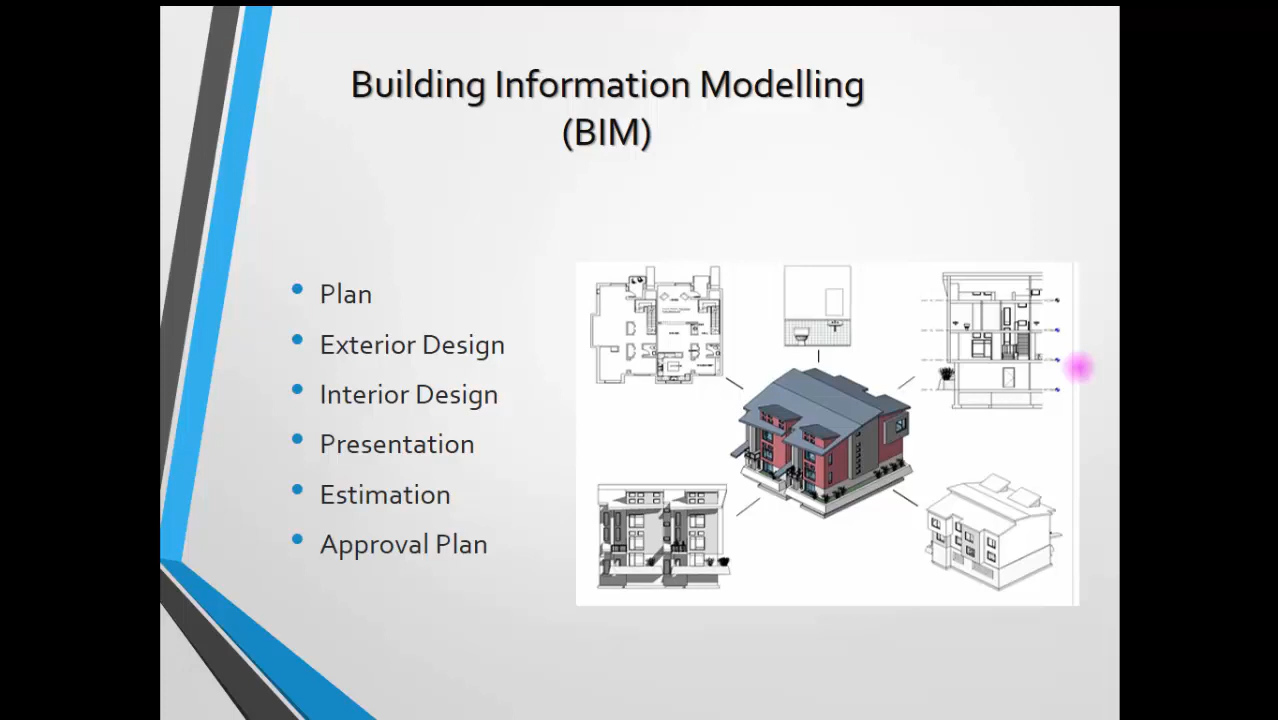 Building Information Modelling
(BIM)
Plan
Exterior Design
Interior Design
Presentation
Estimation
Approval Plan